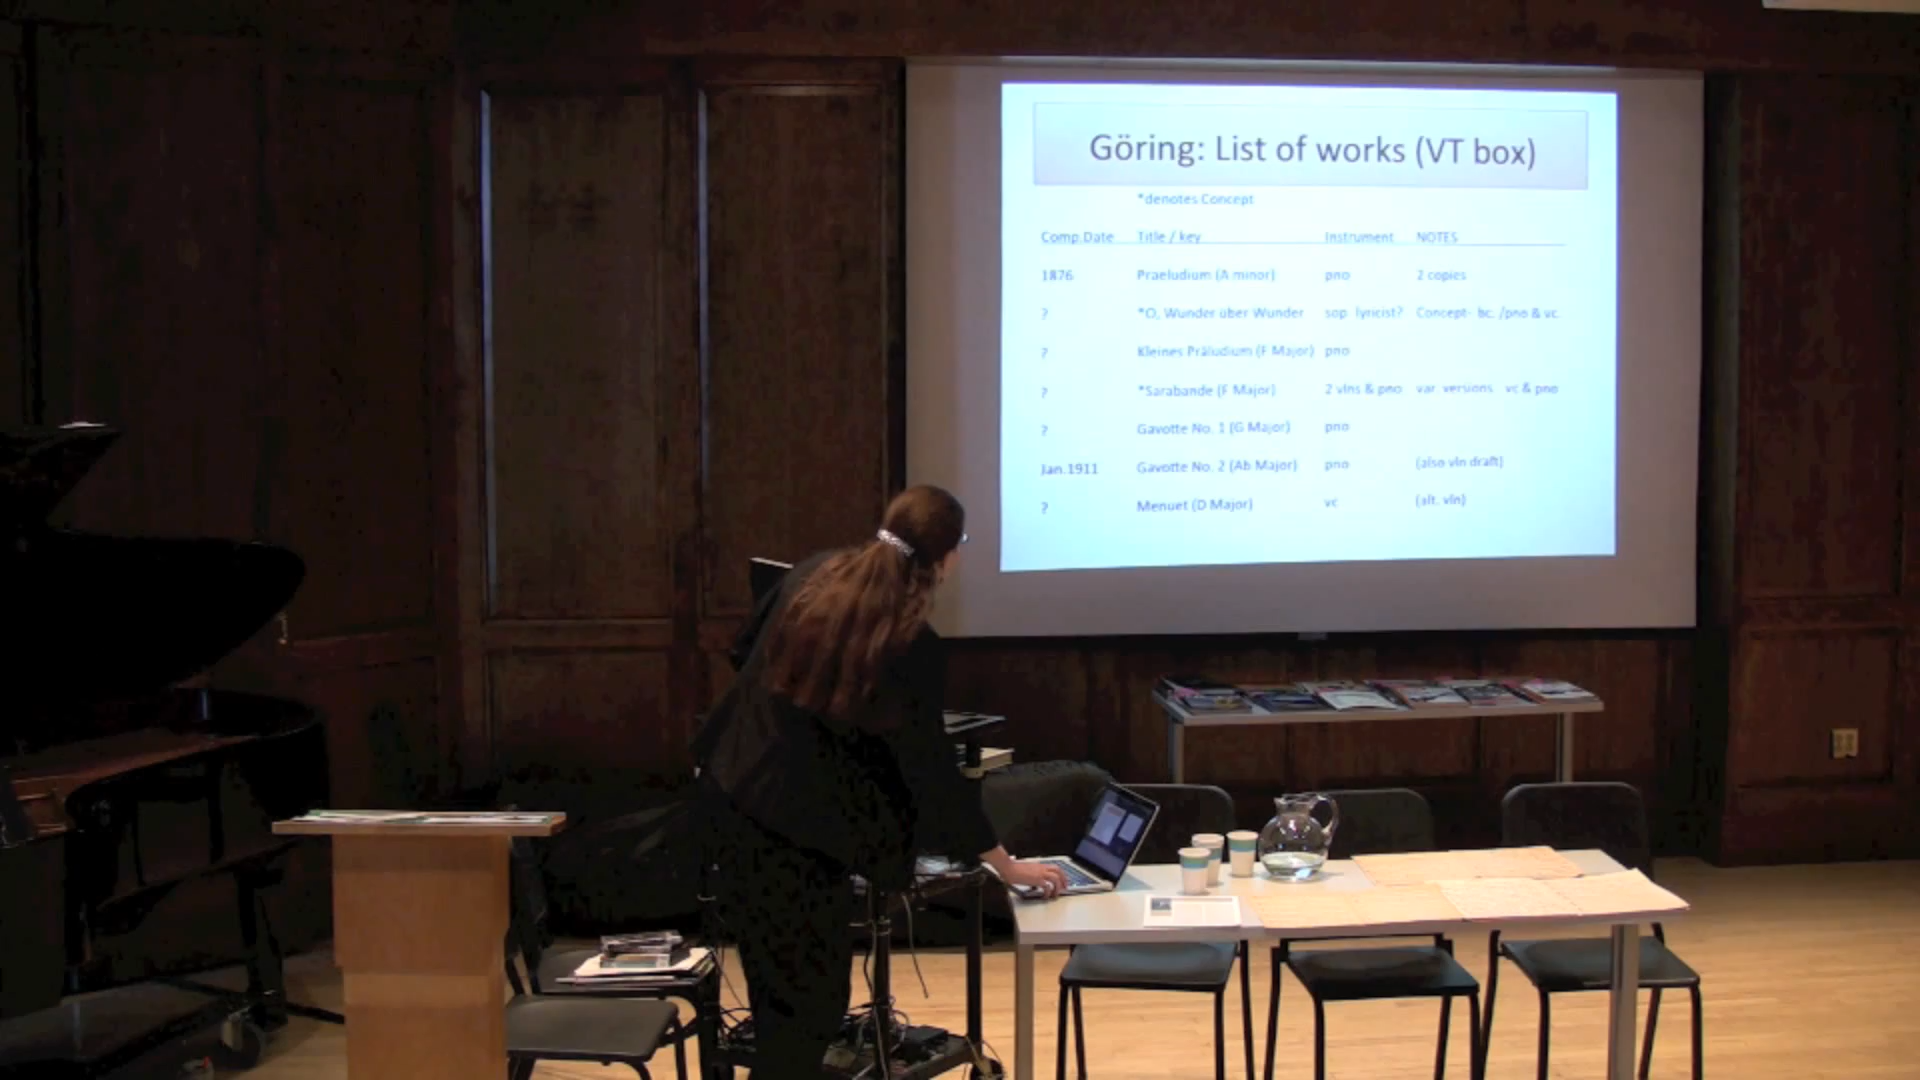 Göring: List of works (VT box)
*denotes Concept
Comp.Date Title / key Instrument NOTES
1876 Praeludium (A minor) pno 2 copies
? *O, Wunder über Wunder sop lyricist? Concept- bc. /pno & vc.
? Kleines Präludium (F Major) pno
? *Sarabande (F Major) 2 vlns & pno var. versions vc & pno
? Gavotte No. 1 (G Major) pno
Jan.1911 Gavotte No. 2 (Ab Major) pno (also vln draft)
? Menuet (D Major) vc (alt. vln)